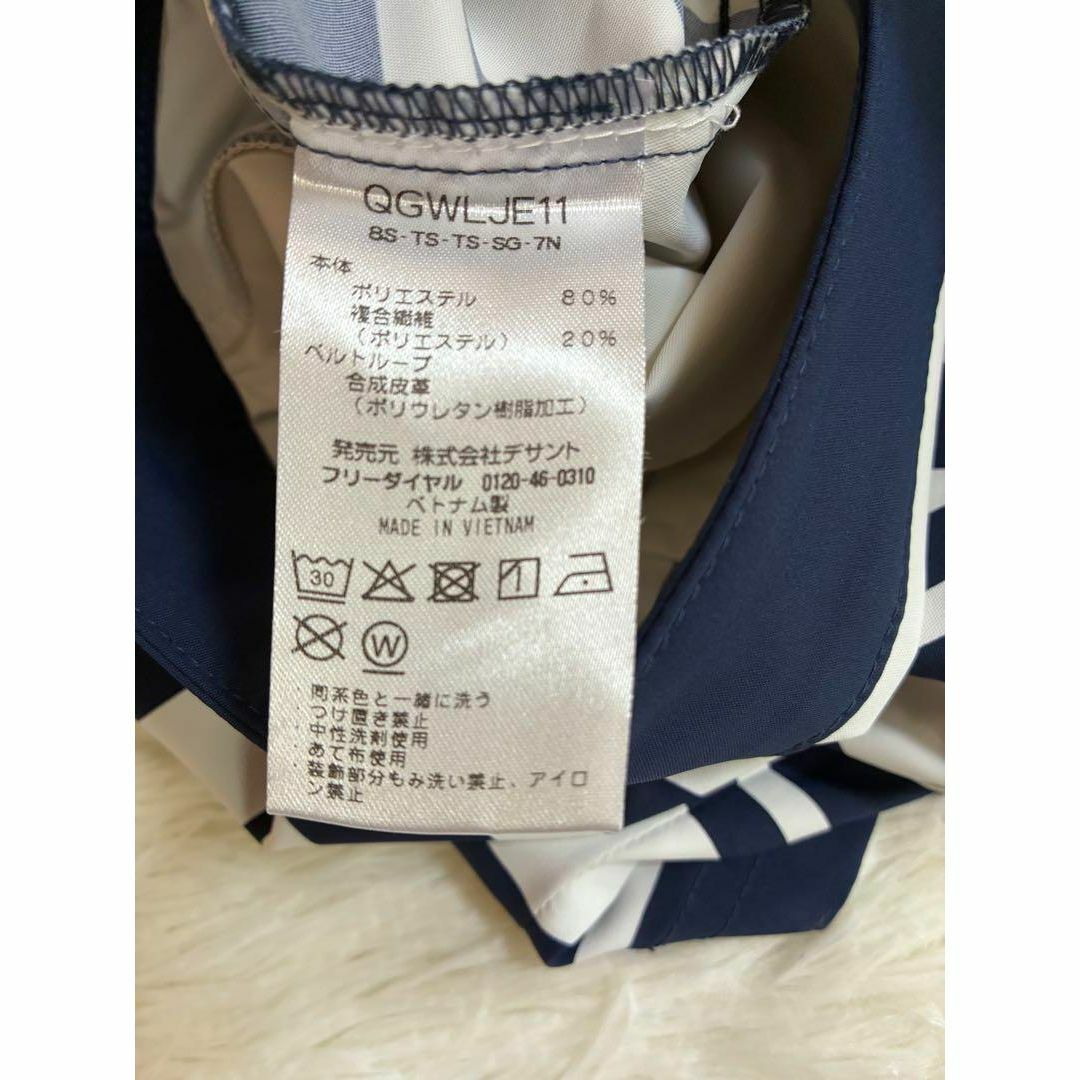 QGWLJE11
8S-TS-TS-SG-7N
本体
ポリエステル 80%
複合繊維
(ポリエステル) 20%
ベルトループ
合成皮革
(ポリウレタン樹脂加工)
発売元 株式会社デサント
フリーダイヤル 0120-46-0310
ベトナム製
MADE IN VIETNAM
30
W
・同系色と一緒に洗う
・つけ置き禁止
・中性洗剤使用
・あて布使用
・装飾部分もみ洗い禁止、アイロ
ン禁止